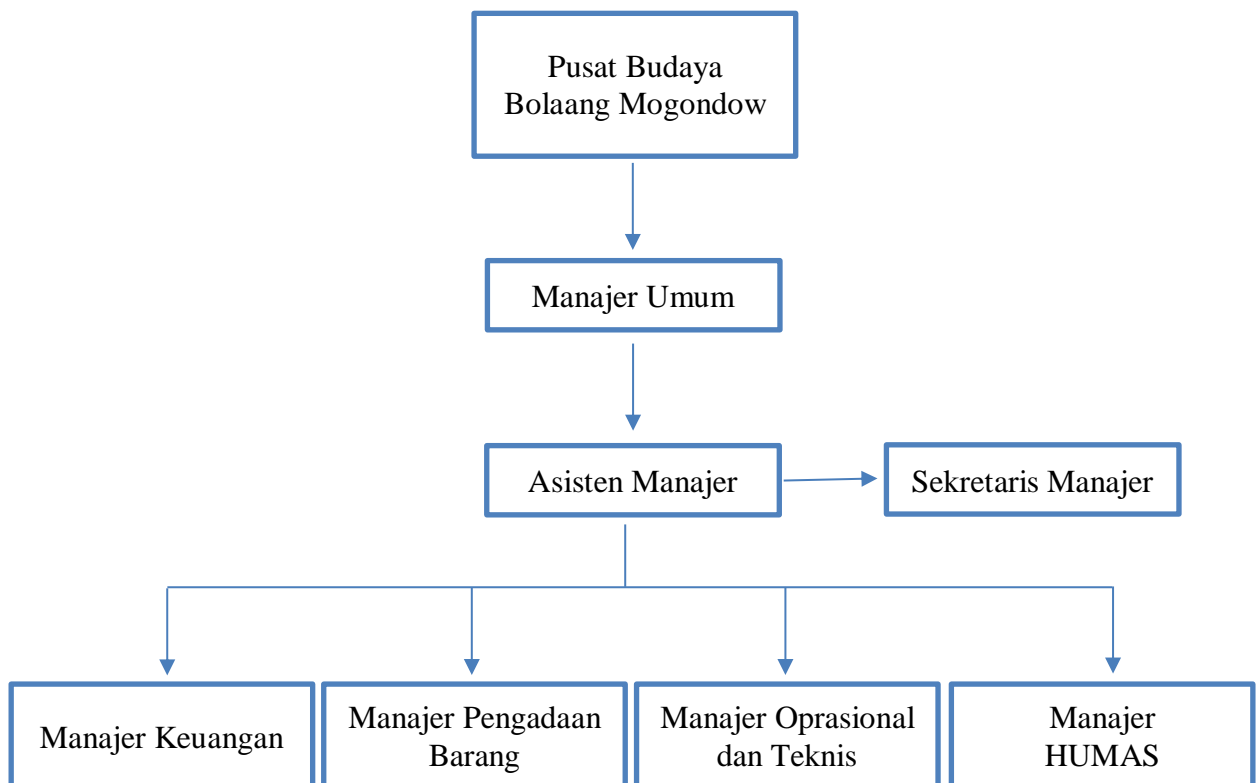 Pusat Budaya
Bolaang Mogondow
Manajer Umum
Asisten Manajer
Sekretaris Manajer
Manajer Keuangan
Manajer Pengadaan
Barang
Manajer Oprasional
dan Teknis
Manajer
HUMAS